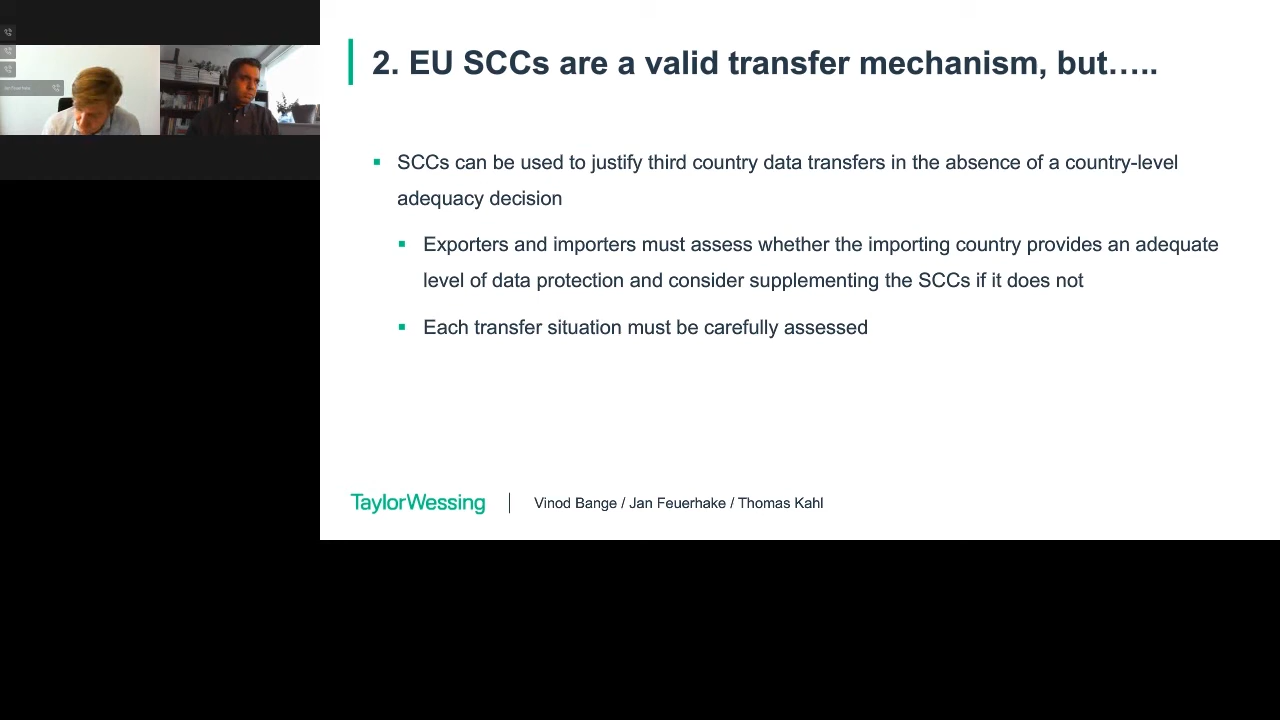 Jan Feuerhake
2. EU SCCs are a valid transfer mechanism, but…..
SCCs can be used to justify third country data transfers in the absence of a country-level
adequacy decision
Exporters and importers must assess whether the importing country provides an adequate
level of data protection and consider supplementing the SCCs if it does not
Each transfer situation must be carefully assessed
TaylorWessing
Vinod Bange / Jan Feuerhake / Thomas Kahl